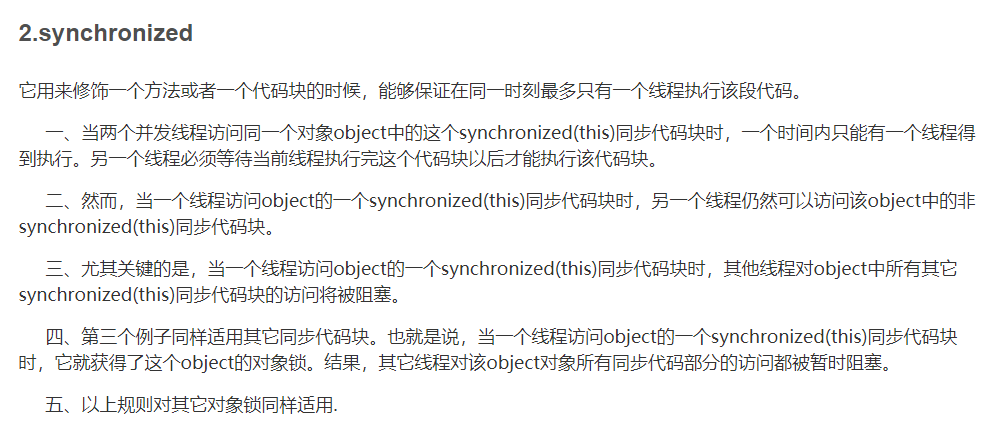 2.synchronized
它用来修饰一个方法或者一个代码块的时候，能够保证在同一时刻最多只有一个线程执行该段代码。
一、当两个并发线程访问同一个对象object中的这个synchronized(this)同步代码块时，一个时间内只能有一个线程得
到执行。另一个线程必须等待当前线程执行完这个代码块以后才能执行该代码块。
二、然而，当一个线程访问object的一个synchronized(this)同步代码块时，另一个线程仍然可以访问该object中的非
synchronized(this)同步代码块。
三、尤其关键的是，当一个线程访问object的一个synchronized(this)同步代码块时，其他线程对object中所有其它
synchronized(this)同步代码块的访问将被阻塞。
四、第三个例子同样适用其它同步代码块。也就是说，当一个线程访问object的一个synchronized(this)同步代码块
时，它就获得了这个object的对象锁。结果，其它线程对该object对象所有同步代码部分的访问都被暂时阻塞。
五、以上规则对其它对象锁同样适用.